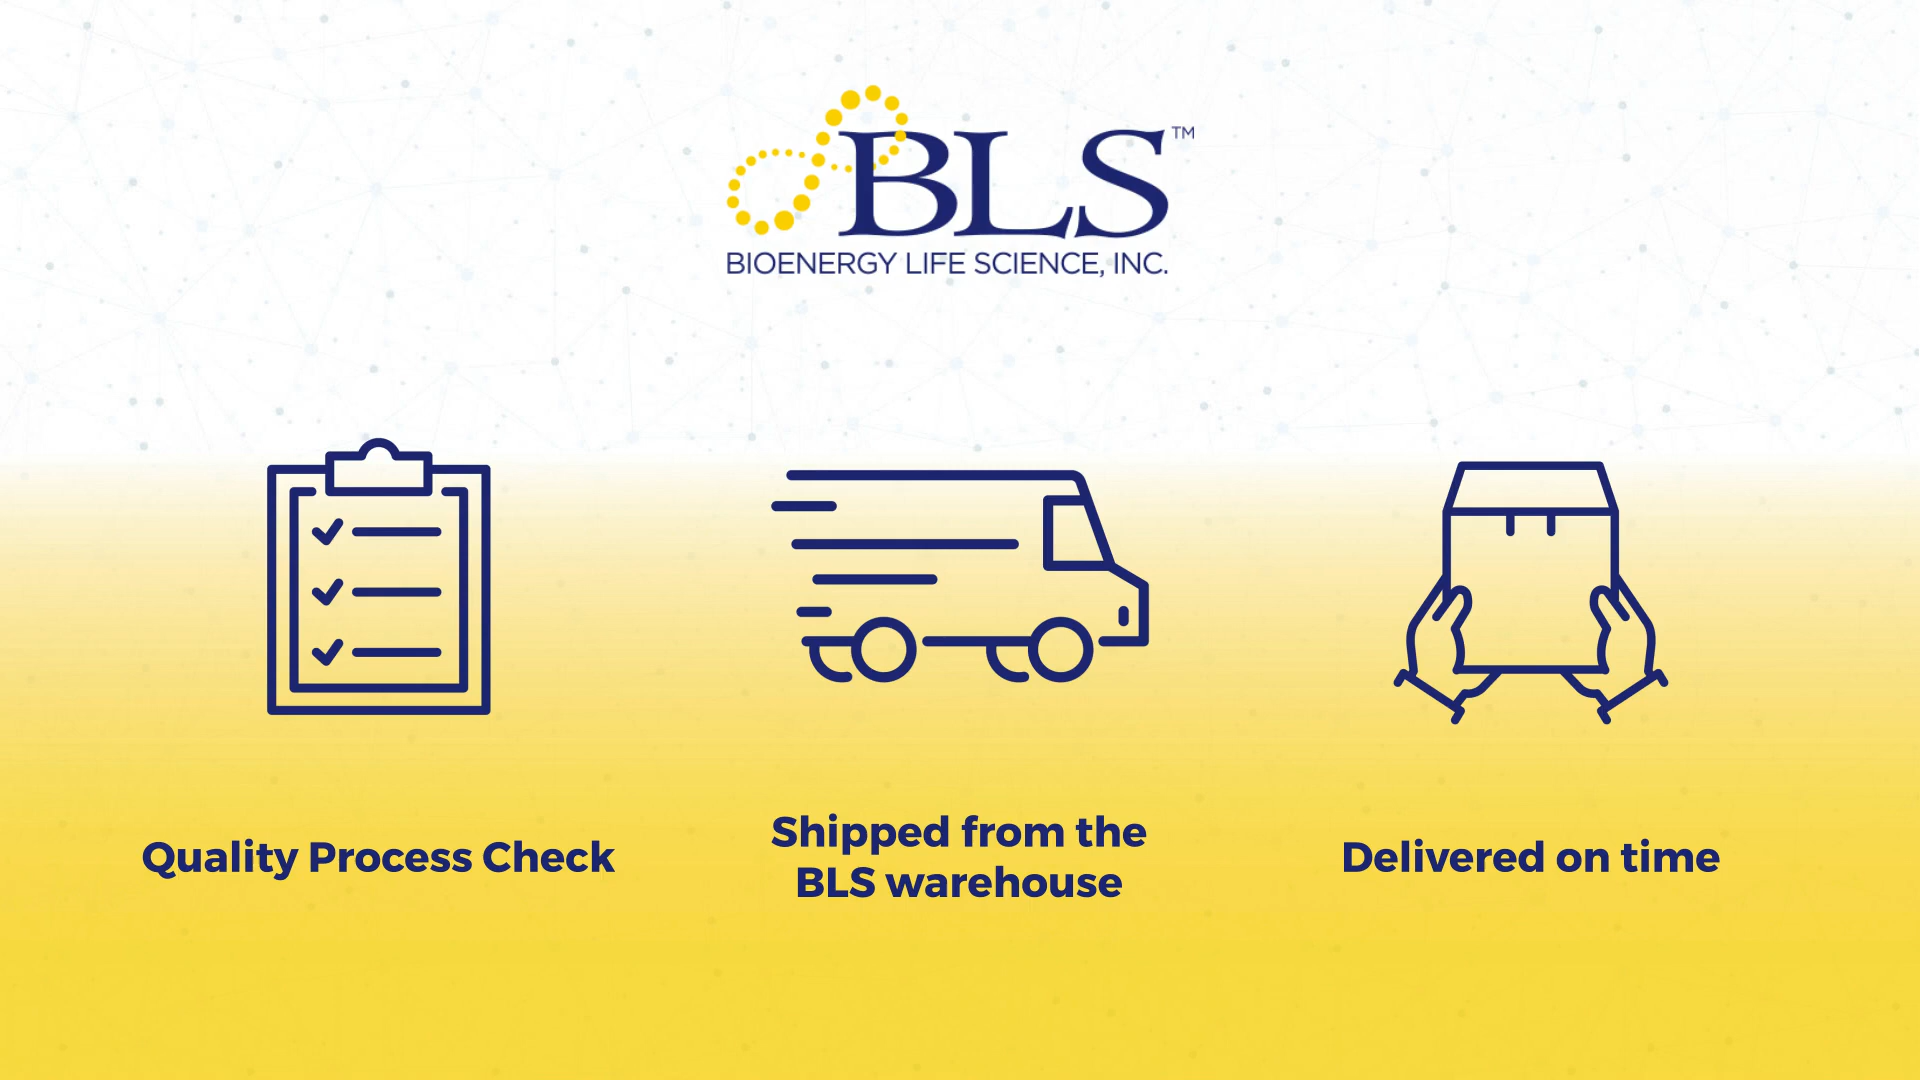 BLS™
BIOENERGY LIFE SCIENCE, INC.
Quality Process Check
Shipped from the
BLS warehouse
Delivered on time